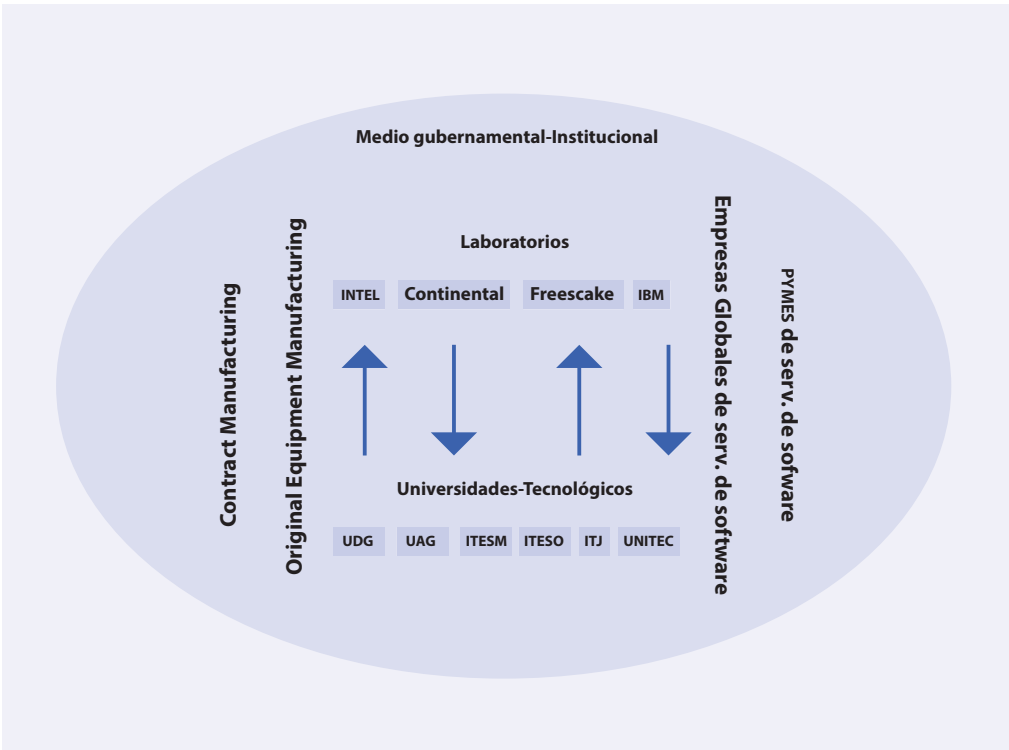 Medio gubernamental-Institucional
Contract Manufacturing
Original Equipment Manufacturing
Laboratorios
INTEL
Continental
Freescake
IBM
Universidades-Tecnológicos
UDG
UAG
ITESM
ITESO
ITJ
UNITEC
Empresas Globales de serv. de software
PYMES de serv. de sofware